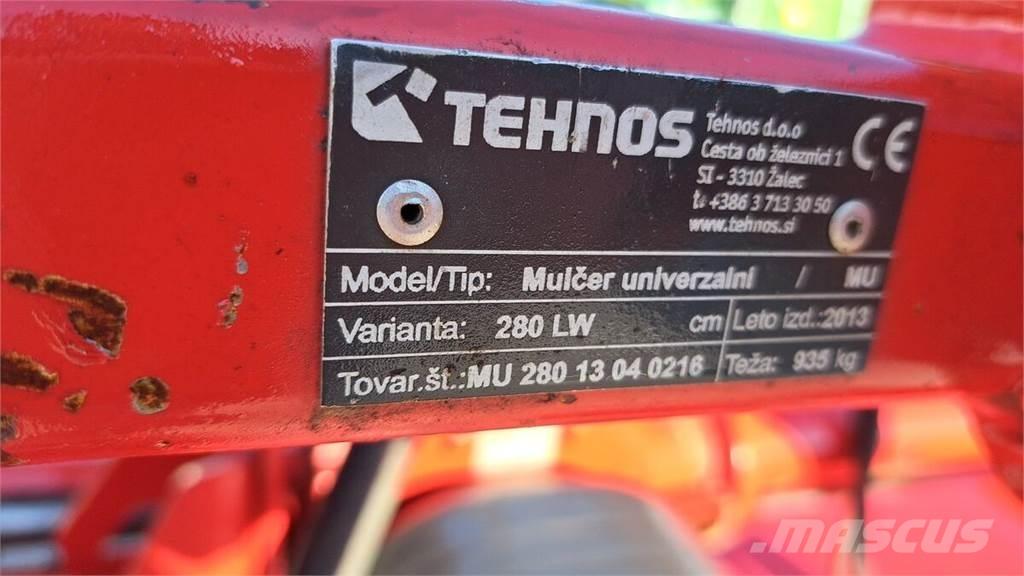 TEHNOS
Tehnos d.o.o
Cesta ob železnici 1
SI - 3310 Žalec
t: +386 3 713 30 50
www.tehnos.si
CE
Model/Tip: Mulčer univerzalni / MU
Varianta: 280 LW cm Leto izd.:2013
Tovar.št.:MU 280 13 04 0216 Teža: 935 kg
MASCUS